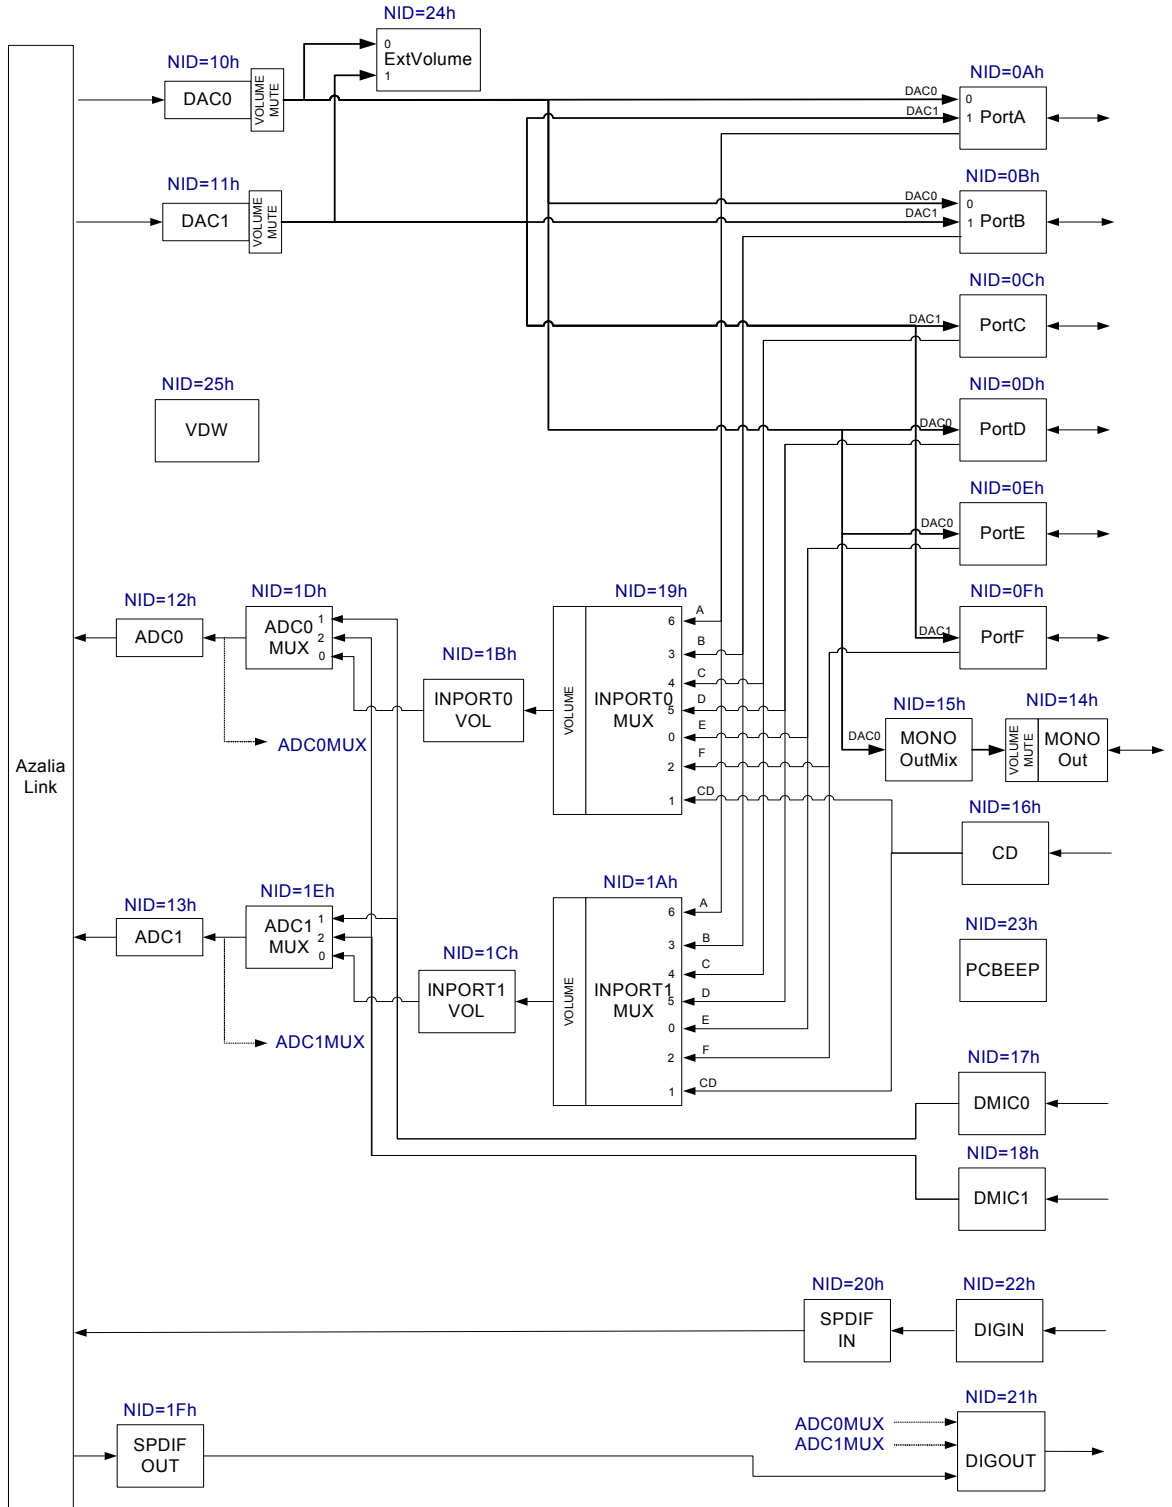 NID=24h
0
ExtVolume
1
NID=10h
DAC0
VOLUME
MUTE
NID=0Ah
DAC0
0
DAC1
1
PortA
NID=11h
DAC1
VOLUME
MUTE
NID=0Bh
DAC0
0
DAC1
1
PortB
NID=0Ch
DAC1
PortC
NID=25h
VDW
NID=0Dh
DAC0
PortD
NID=0Eh
DAC0
PortE
NID=0Fh
DAC1
PortF
NID=12h
ADC0
NID=1Dh
ADC0
MUX
1
2
0
ADC0MUX
NID=1Bh
INPORT0
VOL
NID=19h
VOLUME
INPORT0
MUX
6
A
3
B
4
C
5
D
0
E
2
F
1
CD
NID=15h
DAC0
MONO
OutMix
NID=14h
VOLUME
MUTE
MONO
Out
Azalia
Link
NID=16h
CD
NID=13h
ADC1
NID=1Eh
ADC1
MUX
1
2
0
ADC1MUX
NID=1Ch
INPORT1
VOL
NID=1Ah
VOLUME
INPORT1
MUX
6
A
3
B
4
C
5
D
0
E
2
F
1
CD
NID=23h
PCBEEP
NID=17h
DMIC0
NID=18h
DMIC1
NID=20h
SPDIF
IN
NID=22h
DIGIN
NID=1Fh
SPDIF
OUT
NID=21h
ADC0MUX
ADC1MUX
DIGOUT